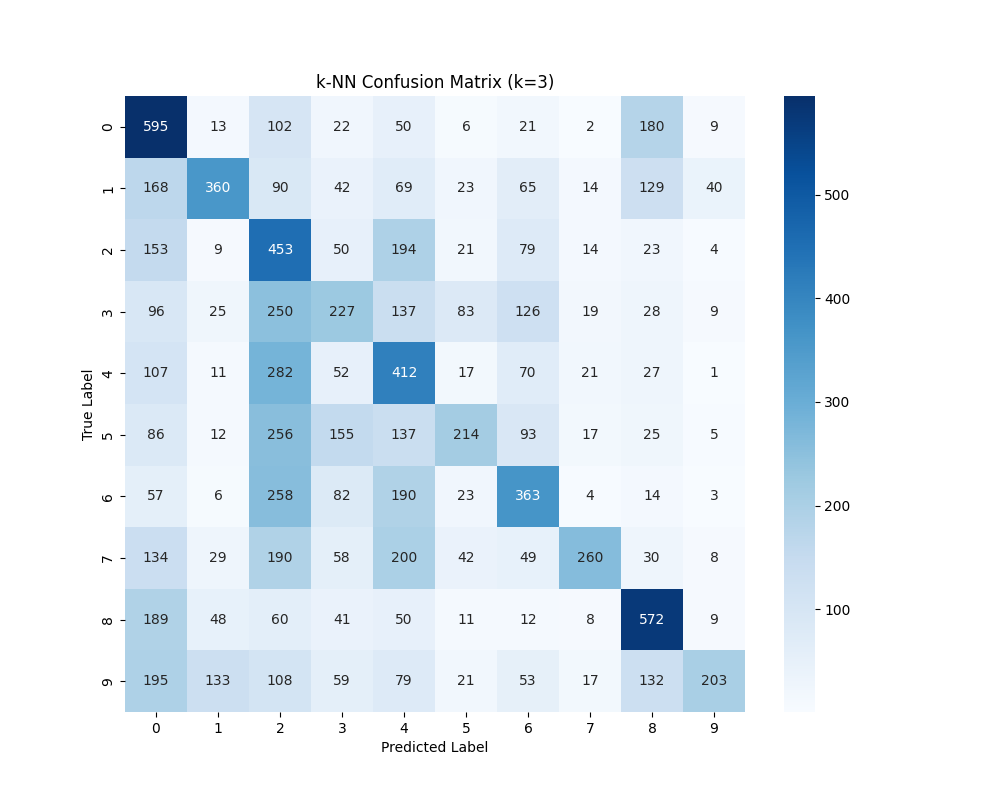 k-NN Confusion Matrix (k=3)
0 595 13 102 22 50 6 21 2 180 9
1 168 360 90 42 69 23 65 14 129 40
2 153 9 453 50 194 21 79 14 23 4
3 96 25 250 227 137 83 126 19 28 9
4 107 11 282 52 412 17 70 21 27 1
5 86 12 256 155 137 214 93 17 25 5
6 57 6 258 82 190 23 363 4 14 3
7 134 29 190 58 200 42 49 260 30 8
8 189 48 60 41 50 11 12 8 572 9
9 195 133 108 59 79 21 53 17 132 203
0 1 2 3 4 5 6 7 8 9
Predicted Label
True Label
500
400
300
200
100